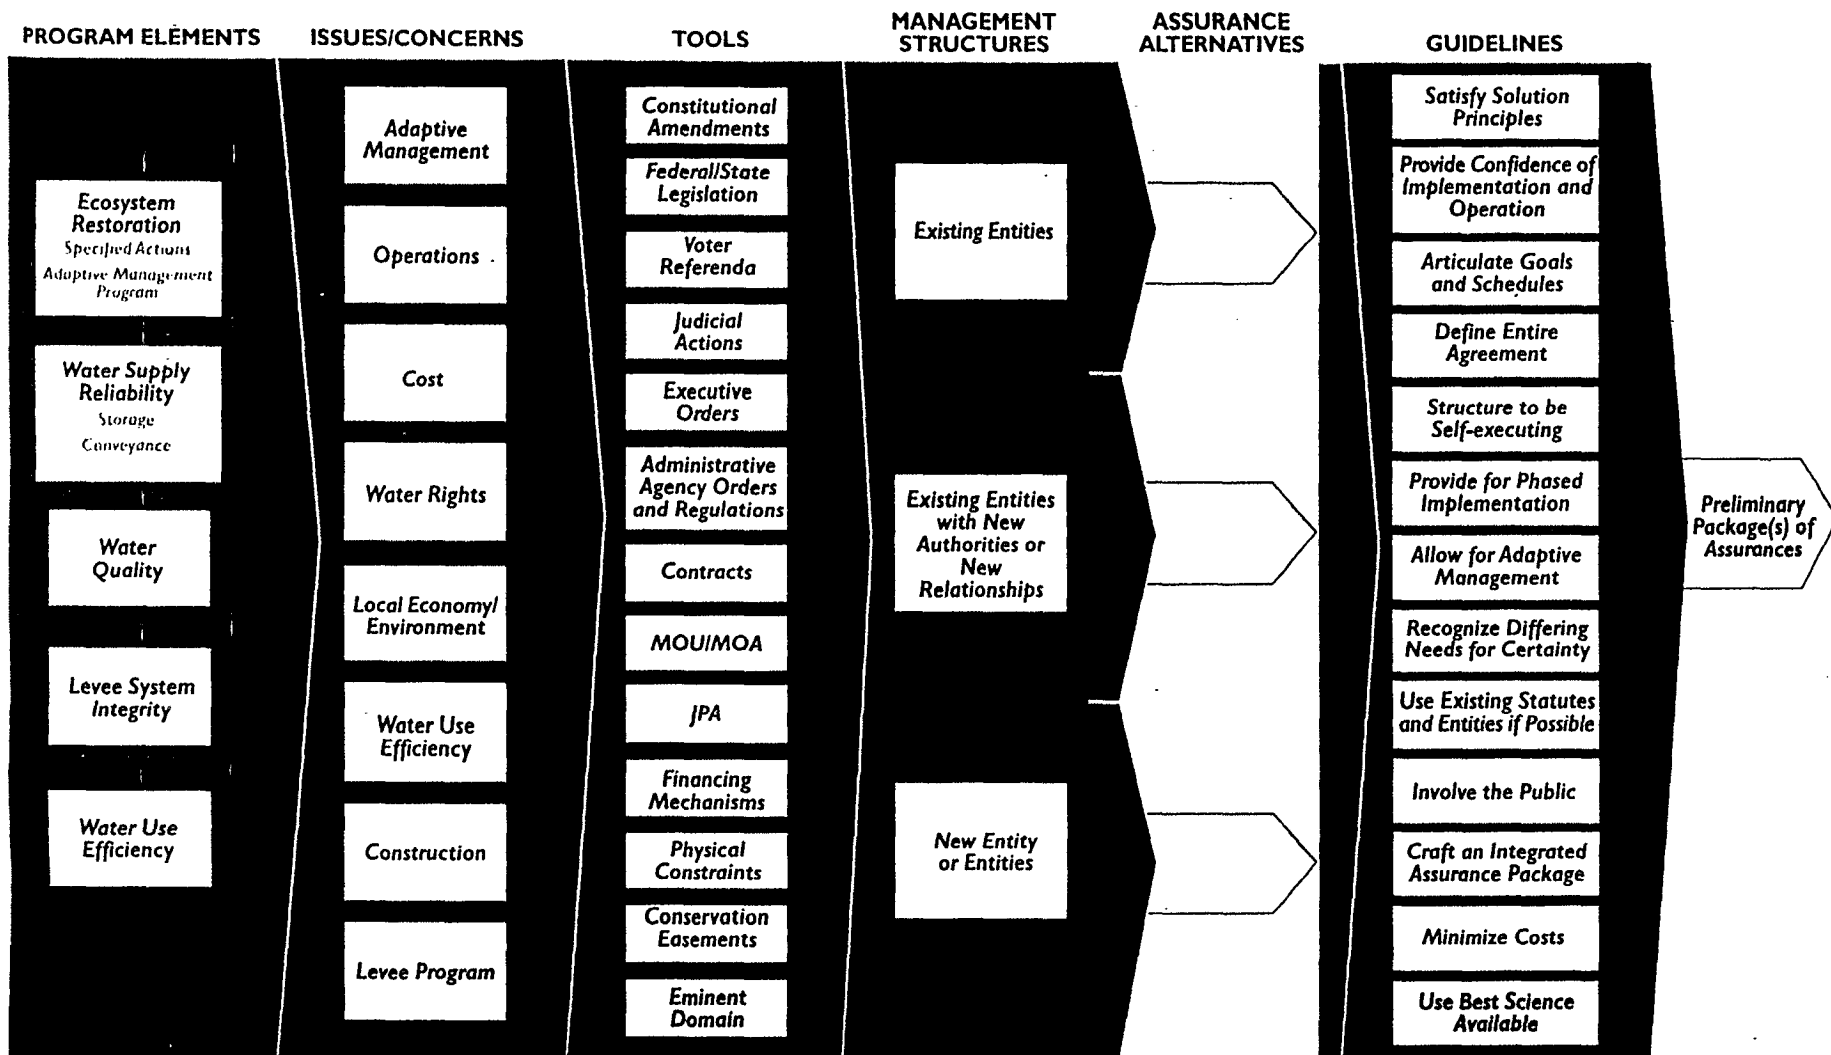 PROGRAM ELEMENTS
Ecosystem
Restoration
Specified Actions
Adaptive Management
Program
Water Supply
Reliability
Storage
Conveyance
Water
Quality
Levee System
Integrity
Water Use
Efficiency
ISSUES/CONCERNS
Adaptive
Management
Operations
Cost
Water Rights
Local Economy/
Environment
Water Use
Efficiency
Construction
Levee Program
TOOLS
Constitutional
Amendments
Federal/State
Legislation
Voter
Referenda
Judicial
Actions
Executive
Orders
Administrative
Agency Orders
and Regulations
Contracts
MOU/MOA
JPA
Financing
Mechanisms
Physical
Constraints
Conservation
Easements
Eminent
Domain
MANAGEMENT
STRUCTURES
Existing Entities
Existing Entities
with New
Authorities or
New
Relationships
New Entity
or Entities
ASSURANCE
ALTERNATIVES
GUIDELINES
Satisfy Solution
Principles
Provide Confidence of
Implementation and
Operation
Articulate Goals
and Schedules
Define Entire
Agreement
Structure to be
Self-executing
Provide for Phased
Implementation
Allow for Adaptive
Management
Recognize Differing
Needs for Certainty
Use Existing Statutes
and Entities if Possible
Involve the Public
Craft an Integrated
Assurance Package
Minimize Costs
Use Best Science
Available
Preliminary
Package(s) of
Assurances